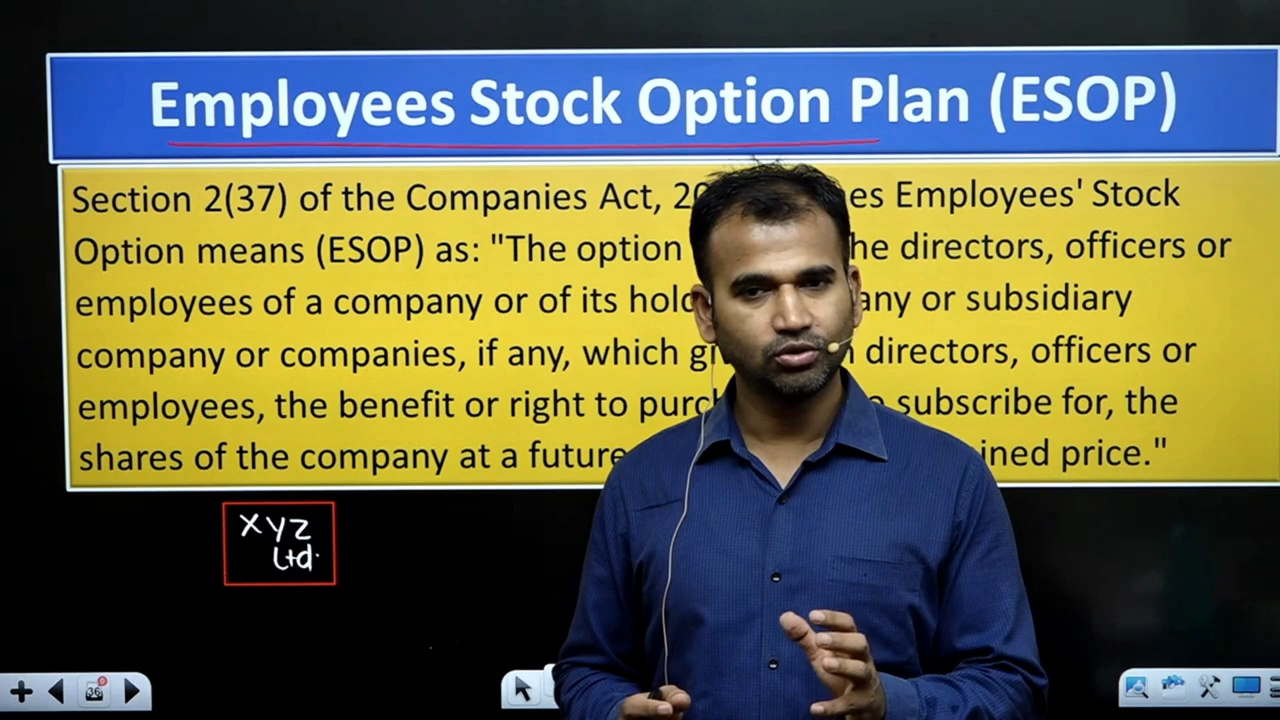 Employees Stock Option Plan (ESOP)
Section 2(37) of the Companies Act, 20 es Employees' Stock
Option means (ESOP) as: "The option he directors, officers or
employees of a company or of its hold any or subsidiary
company or companies, if any, which gi directors, officers or
employees, the benefit or right to purch subscribe for, the
shares of the company at a future ined price."
XYZ
Ltd.
36